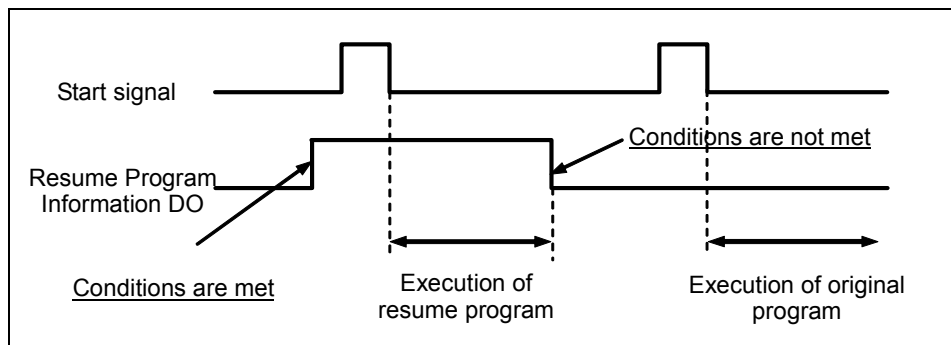 Start signal
Conditions are not met
Resume Program
Information DO
Conditions are met
Execution of
resume program
Execution of original
program